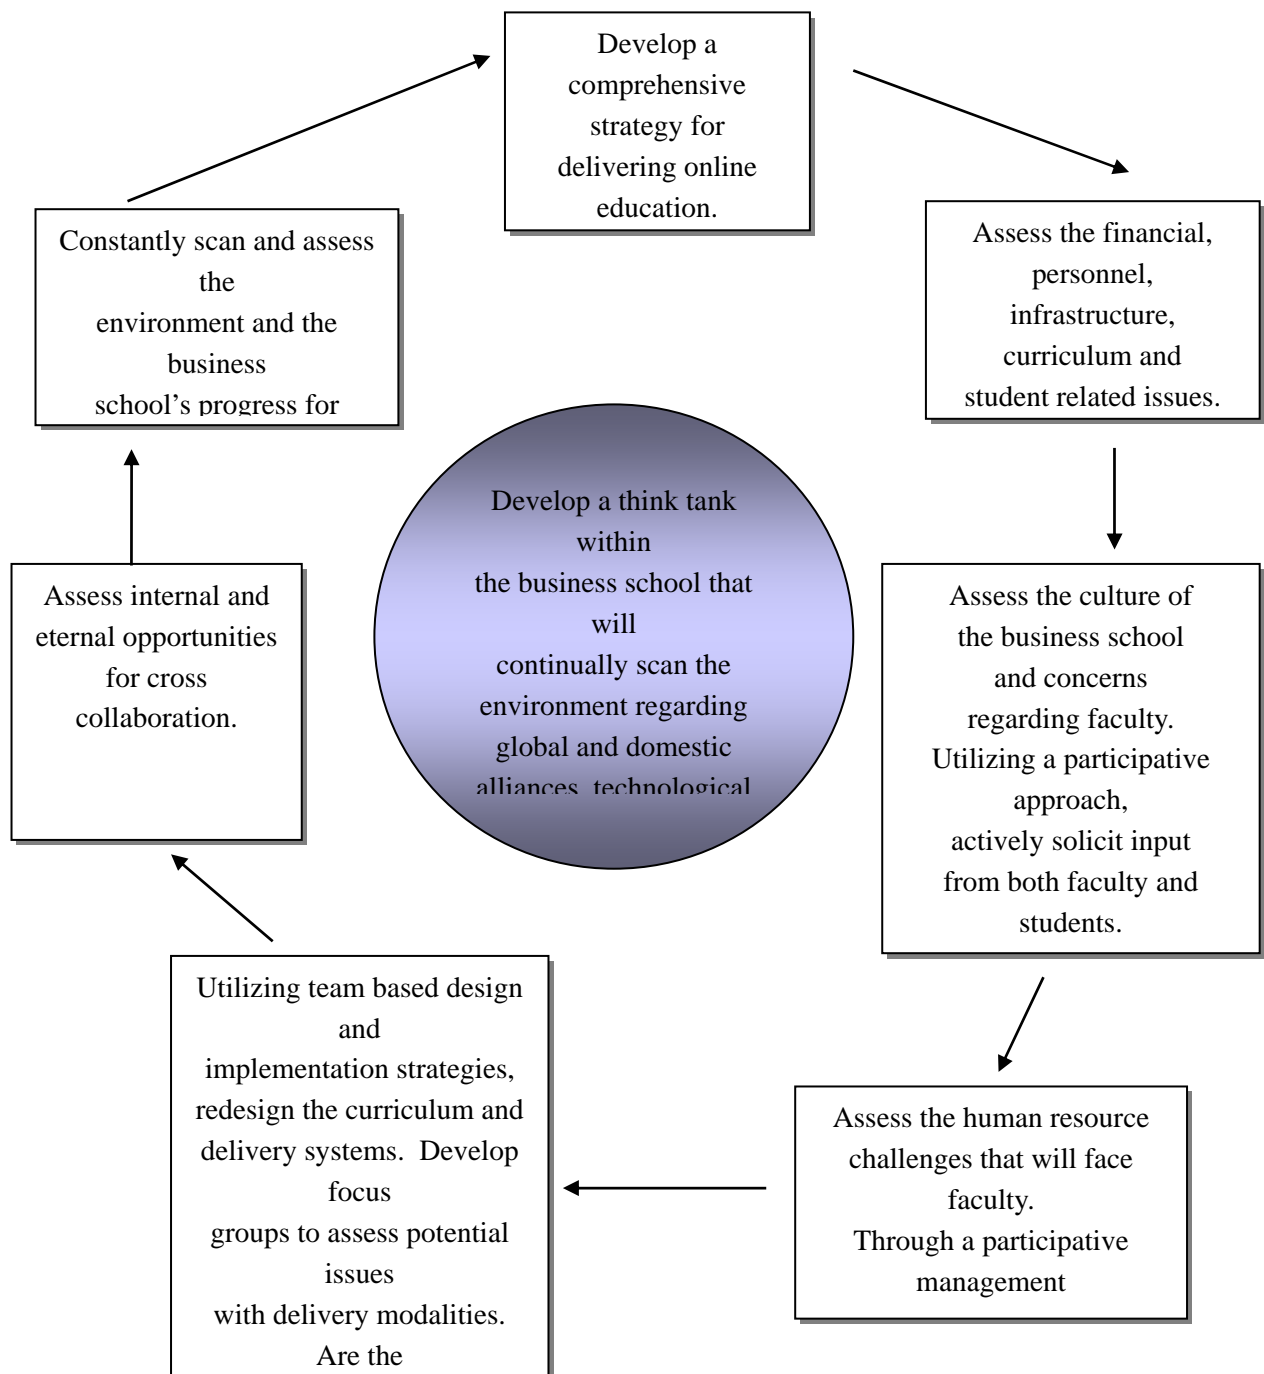 Develop a
comprehensive
strategy for
delivering online
education.
Assess the financial,
personnel,
infrastructure,
curriculum and
student related issues.
Assess the culture of
the business school
and concerns
regarding faculty.
Utilizing a participative
approach,
actively solicit input
from both faculty and
students.
Assess the human resource
challenges that will face
faculty.
Through a participative
management
Utilizing team based design
and
implementation strategies,
redesign the curriculum and
delivery systems.  Develop
focus
groups to assess potential
issues
with delivery modalities.
Are the
Assess internal and
eternal opportunities
for cross
collaboration.
Constantly scan and assess
the
environment and the
business
school's progress for
Develop a think tank
within
the business school that
will
continually scan the
environment regarding
global and domestic
alliances, technological